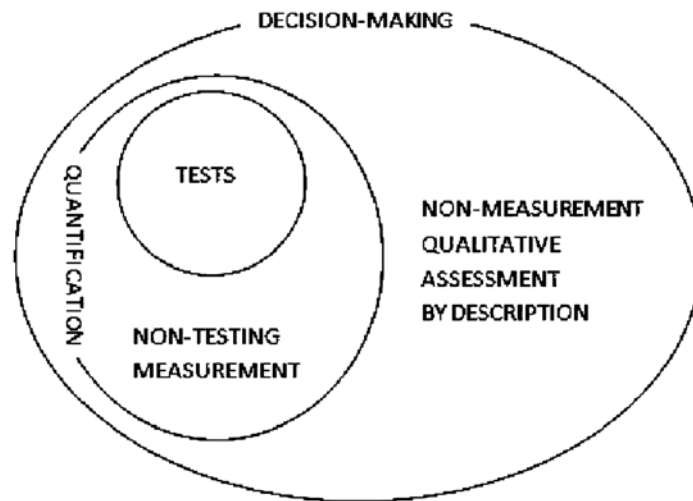 DECISION-MAKING
TESTS
QUANTIFICATION
NON-MEASUREMENT
QUALITATIVE
ASSESSMENT
BY DESCRIPTION
NON-TESTING
MEASUREMENT